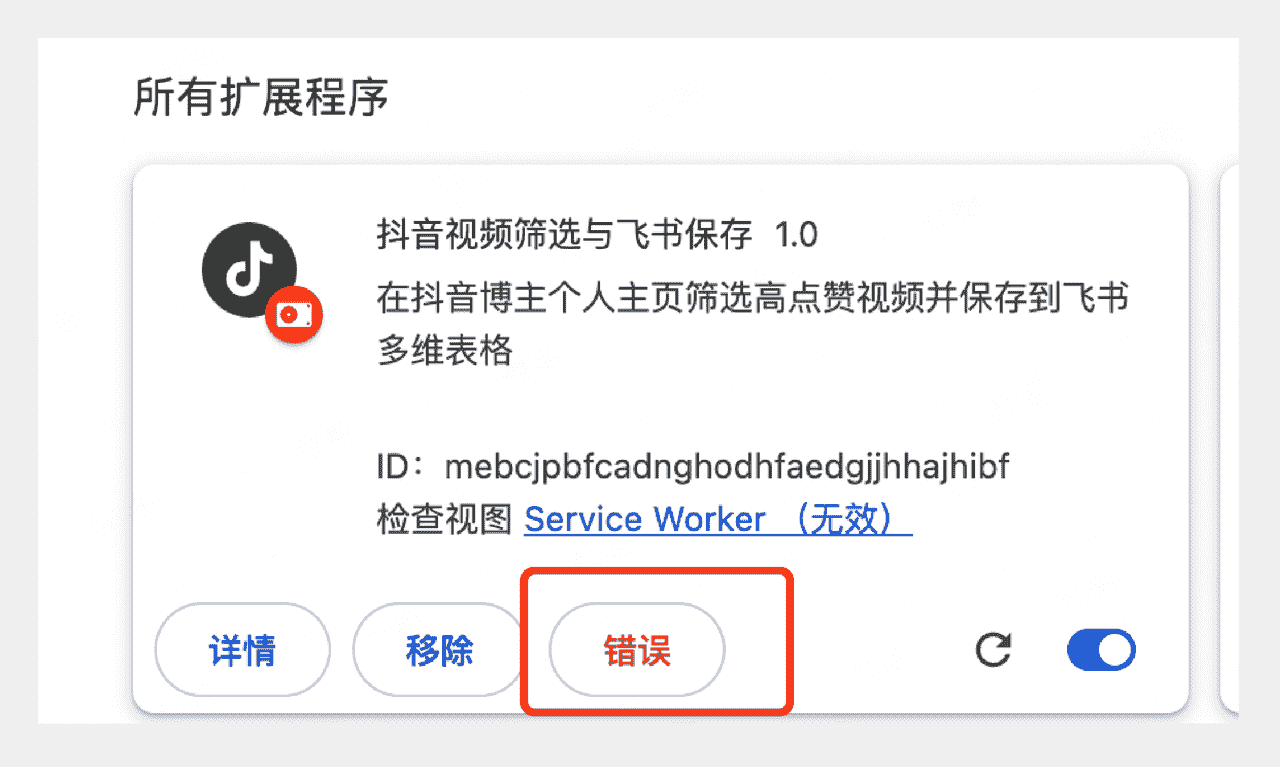 所有扩展程序
抖音视频筛选与飞书保存 1.0
在抖音博主个人主页筛选高点赞视频并保存到飞书
多维表格
ID：mebcjpbfcadnghodhfaedgjjhhajhibf
检查视图 Service Worker （无效）
详情 移除 错误